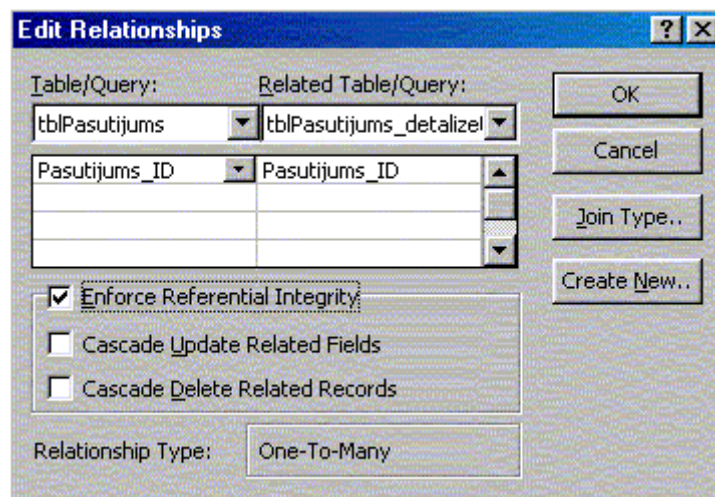 Edit Relationships
Table/Query: Related Table/Query: OK
tblPasutijums tblPasutijums_detalize
Cancel
Pasutijums_ID Pasutijums_ID
Join Type..
Create New..
Enforce Referential Integrity
Cascade Update Related Fields
Cascade Delete Related Records
Relationship Type: One-To-Many